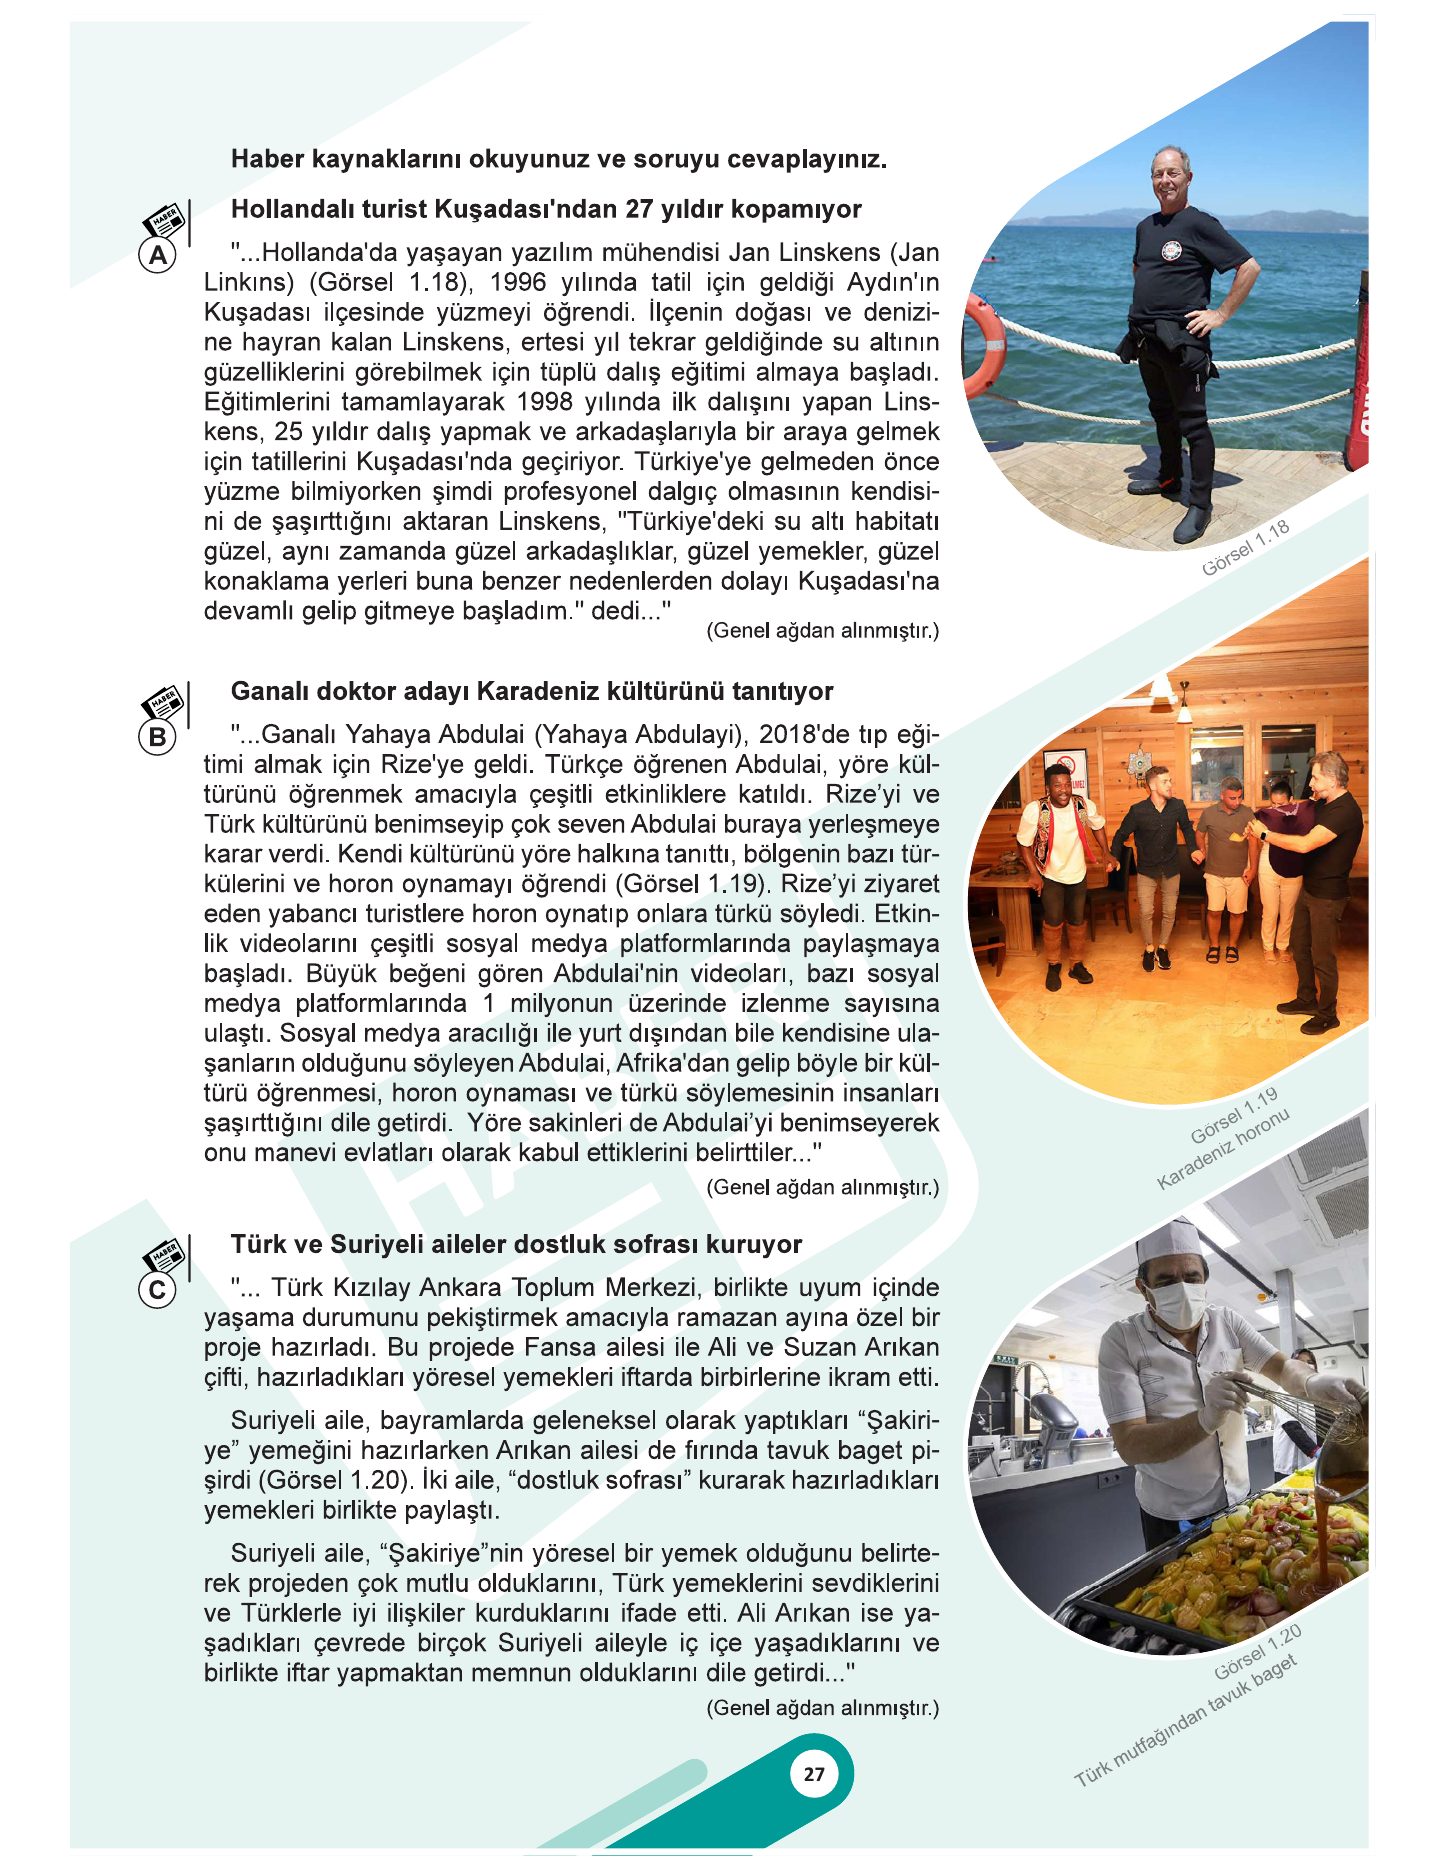 Haber kaynaklarını okuyunuz ve soruyu cevaplayınız.
HABER
A
Hollandalı turist Kuşadası'ndan 27 yıldır kopamıyor
"...Hollanda'da yaşayan yazılım mühendisi Jan Linskens (Jan
Linkıns) (Görsel 1.18), 1996 yılında tatil için geldiği Aydın'ın
Kuşadası ilçesinde yüzmeyi öğrendi. İlçenin doğası ve denizi-
ne hayran kalan Linskens, ertesi yıl tekrar geldiğinde su altının
güzelliklerini görebilmek için tüplü dalış eğitimi almaya başladı.
Eğitimlerini tamamlayarak 1998 yılında ilk dalışını yapan Lins-
kens, 25 yıldır dalış yapmak ve arkadaşlarıyla bir araya gelmek
için tatillerini Kuşadası'nda geçiriyor. Türkiye'ye gelmeden önce
yüzme bilmiyorken şimdi profesyonel dalgıç olmasının kendisi-
ni de şaşırttığını aktaran Linskens, "Türkiye'deki su altı habitatı
güzel, aynı zamanda güzel arkadaşlıklar, güzel yemekler, güzel
konaklama yerleri buna benzer nedenlerden dolayı Kuşadası'na
devamlı gelip gitmeye başladım." dedi..."
(Genel ağdan alınmıştır.)
Görsel 1.18
HABER
B
Ganalı doktor adayı Karadeniz kültürünü tanıtıyor
"...Ganalı Yahaya Abdulai (Yahaya Abdulayi), 2018'de tıp eği-
timi almak için Rize'ye geldi. Türkçe öğrenen Abdulai, yöre kül-
türünü öğrenmek amacıyla çeşitli etkinliklere katıldı. Rize’yi ve
Türk kültürünü benimseyip çok seven Abdulai buraya yerleşmeye
karar verdi. Kendi kültürünü yöre halkına tanıttı, bölgenin bazı tür-
külerini ve horon oynamayı öğrendi (Görsel 1.19). Rize’yi ziyaret
eden yabancı turistlere horon oynatıp onlara türkü söyledi. Etkin-
lik videolarını çeşitli sosyal medya platformlarında paylaşmaya
başladı. Büyük beğeni gören Abdulai'nin videoları, bazı sosyal
medya platformlarında 1 milyonun üzerinde izlenme sayısına
ulaştı. Sosyal medya aracılığı ile yurt dışından bile kendisine ula-
şanların olduğunu söyleyen Abdulai, Afrika'dan gelip böyle bir kül-
türü öğrenmesi, horon oynaması ve türkü söylemesinin insanları
şaşırttığını dile getirdi. Yöre sakinleri de Abdulai’yi benimseyerek
onu manevi evlatları olarak kabul ettiklerini belirttiler..."
(Genel ağdan alınmıştır.)
Görsel 1.19
Karadeniz horonu
HABER
HABER
C
Türk ve Suriyeli aileler dostluk sofrası kuruyor
"... Türk Kızılay Ankara Toplum Merkezi, birlikte uyum içinde
yaşama durumunu pekiştirmek amacıyla ramazan ayına özel bir
proje hazırladı. Bu projede Fansa ailesi ile Ali ve Suzan Arıkan
çifti, hazırladıkları yöresel yemekleri iftarda birbirlerine ikram etti.
Suriyeli aile, bayramlarda geleneksel olarak yaptıkları “Şakiri-
ye” yemeğini hazırlarken Arıkan ailesi de fırında tavuk baget pi-
şirdi (Görsel 1.20). İki aile, “dostluk sofrası” kurarak hazırladıkları
yemekleri birlikte paylaştı.
Suriyeli aile, “Şakiriye”nin yöresel bir yemek olduğunu belirte-
rek projeden çok mutlu olduklarını, Türk yemeklerini sevdiklerini
ve Türklerle iyi ilişkiler kurduklarını ifade etti. Ali Arıkan ise ya-
şadıkları çevrede birçok Suriyeli aileyle iç içe yaşadıklarını ve
birlikte iftar yapmaktan memnun olduklarını dile getirdi..."
(Genel ağdan alınmıştır.)
Görsel 1.20
Türk mutfağından tavuk baget
27